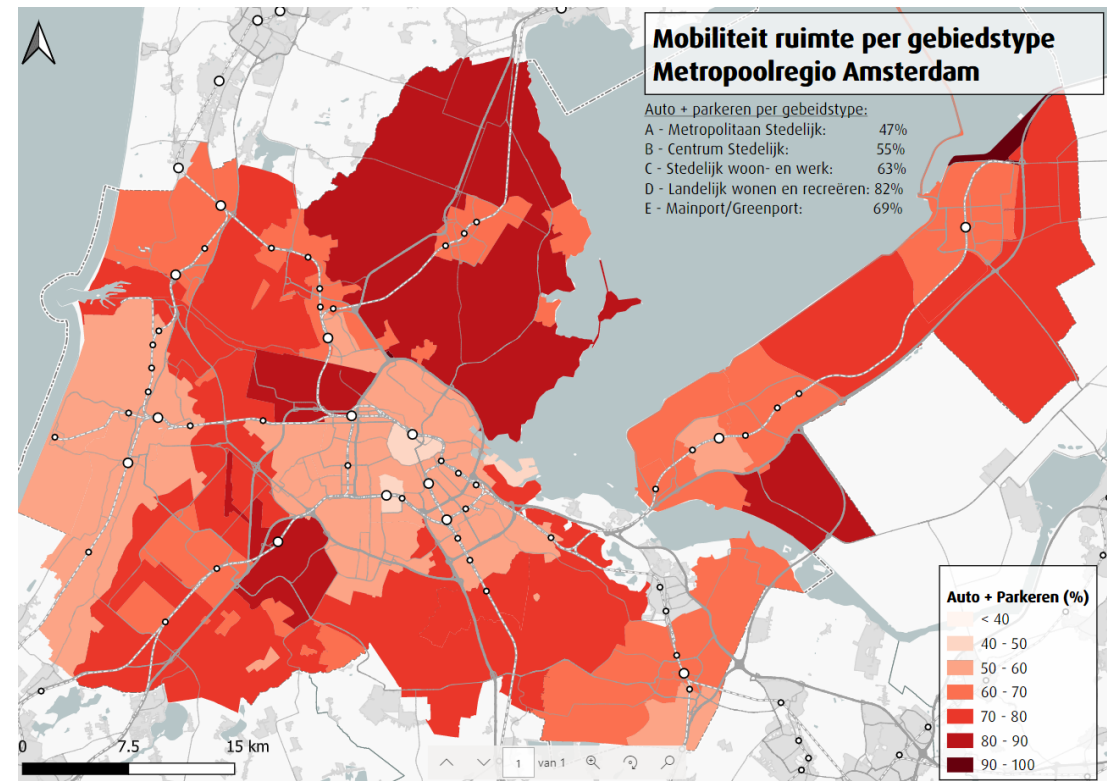 Mobiliteit ruimte per gebiedstype
Metropoolregio Amsterdam
Auto + parkeren per gebeidstype:
A - Metropolitaan Stedelijk: 47%
B - Centrum Stedelijk: 55%
C - Stedelijk woon- en werk: 63%
D - Landelijk wonen en recreëren: 82%
E - Mainport/Greenport: 69%
Auto + Parkeren (%)
< 40
40 - 50
50 - 60
60 - 70
70 - 80
80 - 90
90 - 100
0 7.5 15 km
1 van 1